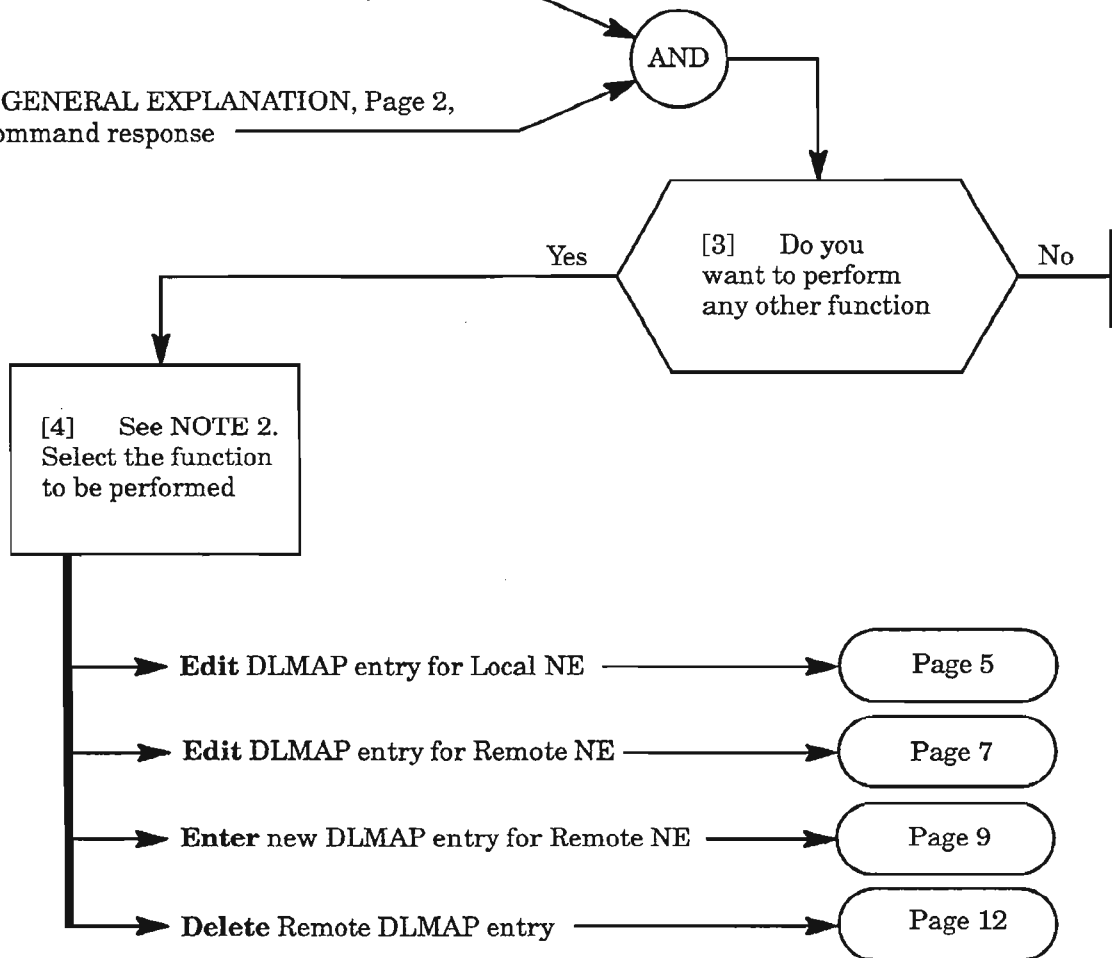 AND
GENERAL EXPLANATION, Page 2,
ommand response
Yes
[3] Do you
want to perform
any other function
No
[4] See NOTE 2.
Select the function
to be performed
Edit DLMAP entry for Local NE
Page 5
Edit DLMAP entry for Remote NE
Page 7
Enter new DLMAP entry for Remote NE
Page 9
Delete Remote DLMAP entry
Page 12